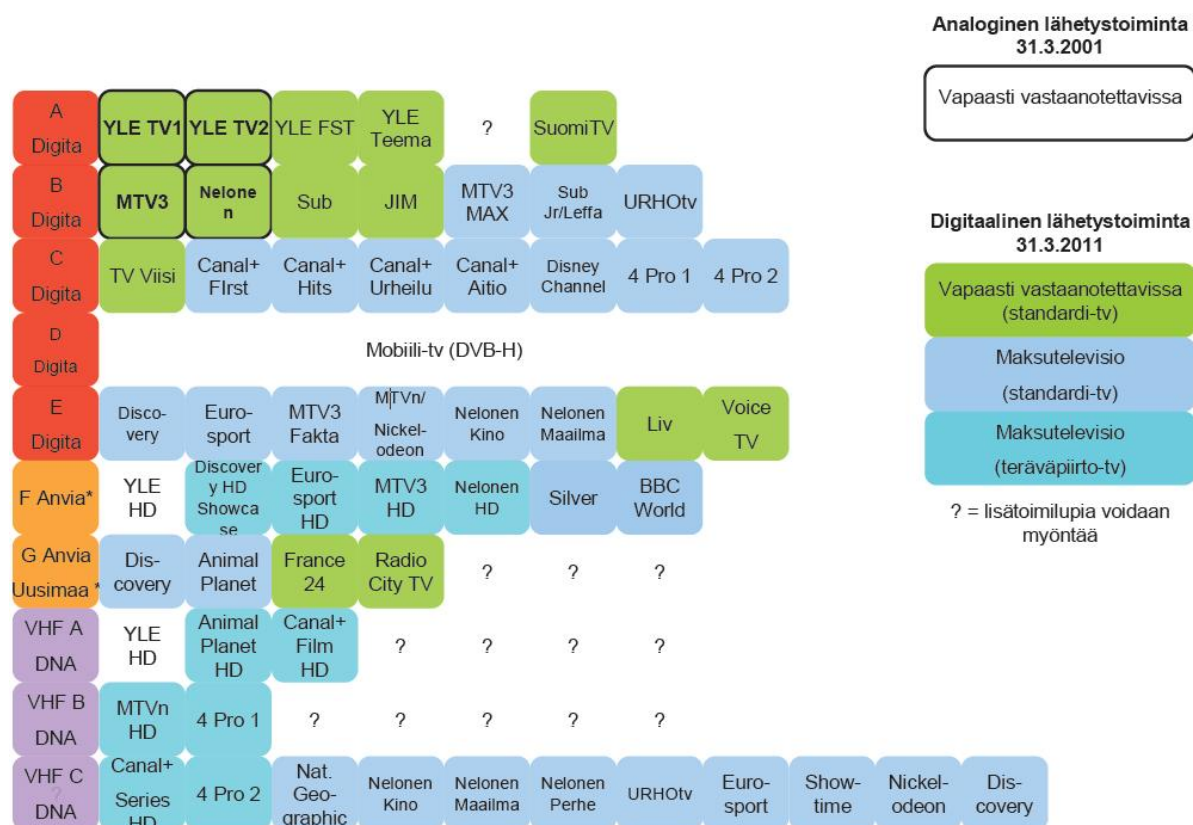 Analoginen lähetystoiminta
31.3.2001
Vapaasti vastaanotettavissa
Digitaalinen lähetystoiminta
31.3.2011
Vapaasti vastaanotettavissa
(standardi-tv)
Maksutelevisio
(standardi-tv)
Maksutelevisio
(teräväpiirto-tv)
? = lisätoimilupia voidaan
myöntää
A
Digita
YLE TV1
YLE TV2
YLE FST
YLE
Teema
?
SuomiTV
B
Digita
MTV3
Nelone
n
Sub
JIM
MTV3
MAX
Sub
Jr/Leffa
URHOtv
C
Digita
TV Viisi
Canal+
FIrst
Canal+
Hits
Canal+
Urheilu
Canal+
Aitio
Disney
Channel
4 Pro 1
4 Pro 2
D
Digita
Mobiili-tv (DVB-H)
E
Digita
Disco-
very
Euro-
sport
MTV3
Fakta
MTVn/
Nickel-
odeon
Nelonen
Kino
Nelonen
Maailma
Liv
Voice
TV
F Anvia*
YLE
HD
Discover
y HD
Showca
se
Euro-
sport
HD
MTV3
HD
Nelonen
HD
Silver
BBC
World
G Anvia
Uusimaa *
Dis-
covery
Animal
Planet
France
24
Radio
City TV
?
?
?
VHF A
DNA
YLE
HD
Animal
Planet
HD
Canal+
Film
HD
?
?
?
?
VHF B
DNA
MTVn
HD
4 Pro 1
?
?
?
?
?
VHF C
?
DNA
Canal+
Series
HD
4 Pro 2
Nat.
Geo-
graphic
Nelonen
Kino
Nelonen
Maailma
Nelonen
Perhe
URHOtv
Euro-
sport
Show-
time
Nickel-
odeon
Dis-
covery